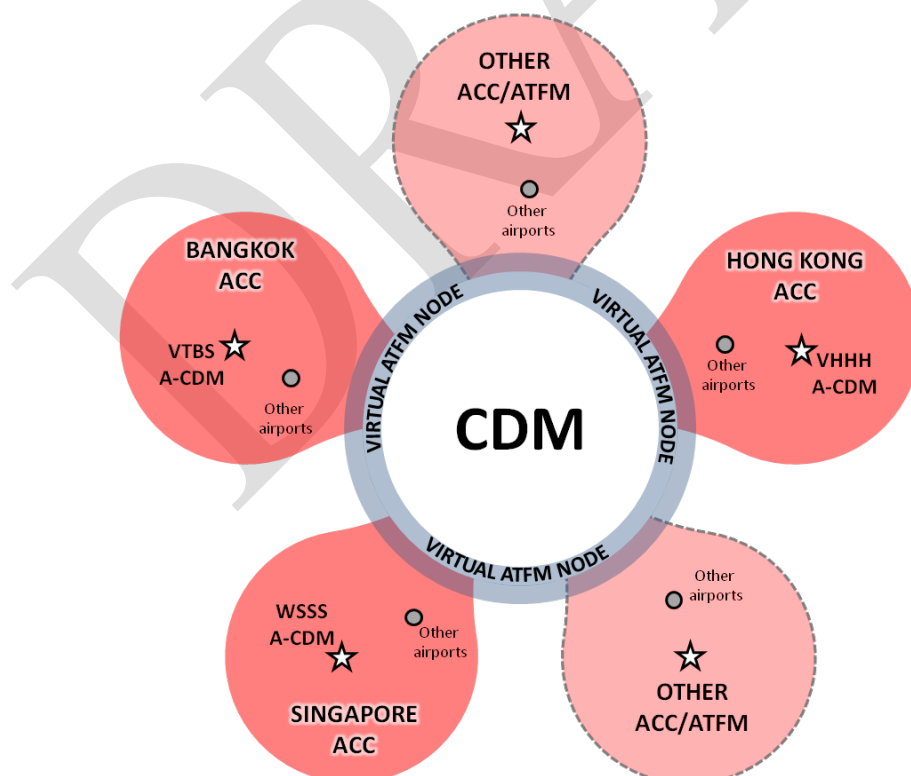 OTHER
ACC/ATFM
Other
airports
BANGKOK
ACC
VTBS
A-CDM
Other
airports
HONG KONG
ACC
Other
airports
VHHH
A-CDM
VIRTUAL ATFM NODE
VIRTUAL ATFM NODE
CDM
VIRTUAL ATFM NODE
WSSS
A-CDM
Other
airports
SINGAPORE
ACC
Other
airports
OTHER
ACC/ATFM